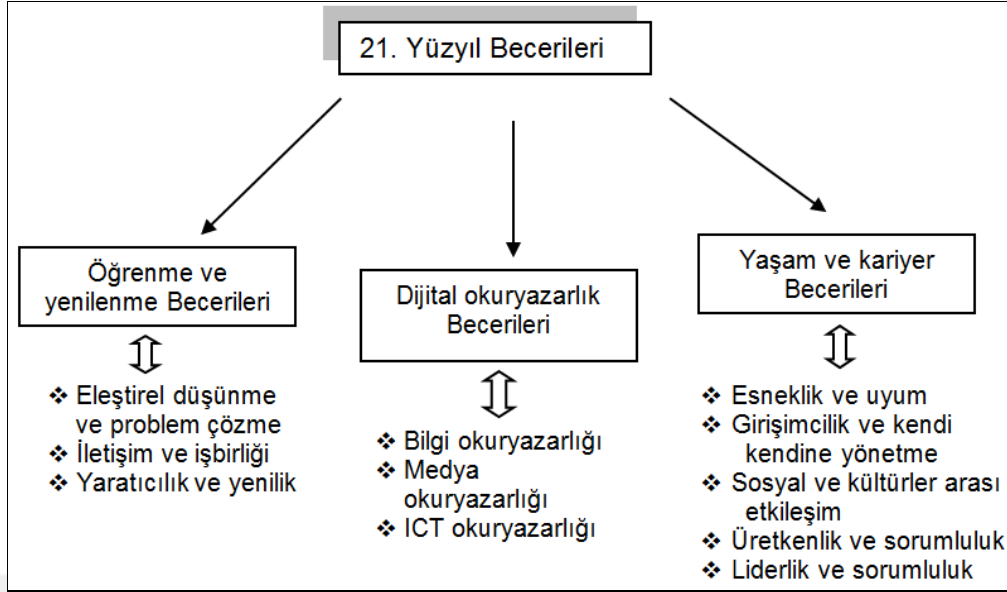 21. Yüzyıl Becerileri
Öğrenme ve
yenilenme Becerileri
❖ Eleştirel düşünme
ve problem çözme
❖ İletişim ve işbirliği
❖ Yaratıcılık ve yenilik
Dijital okuryazarlık
Becerileri
❖ Bilgi okuryazarlığı
❖ Medya
okuryazarlığı
❖ ICT okuryazarlığı
Yaşam ve kariyer
Becerileri
❖ Esneklik ve uyum
❖ Girişimcilik ve kendi
kendine yönetme
❖ Sosyal ve kültürler arası
etkileşim
❖ Üretkenlik ve sorumluluk
❖ Liderlik ve sorumluluk